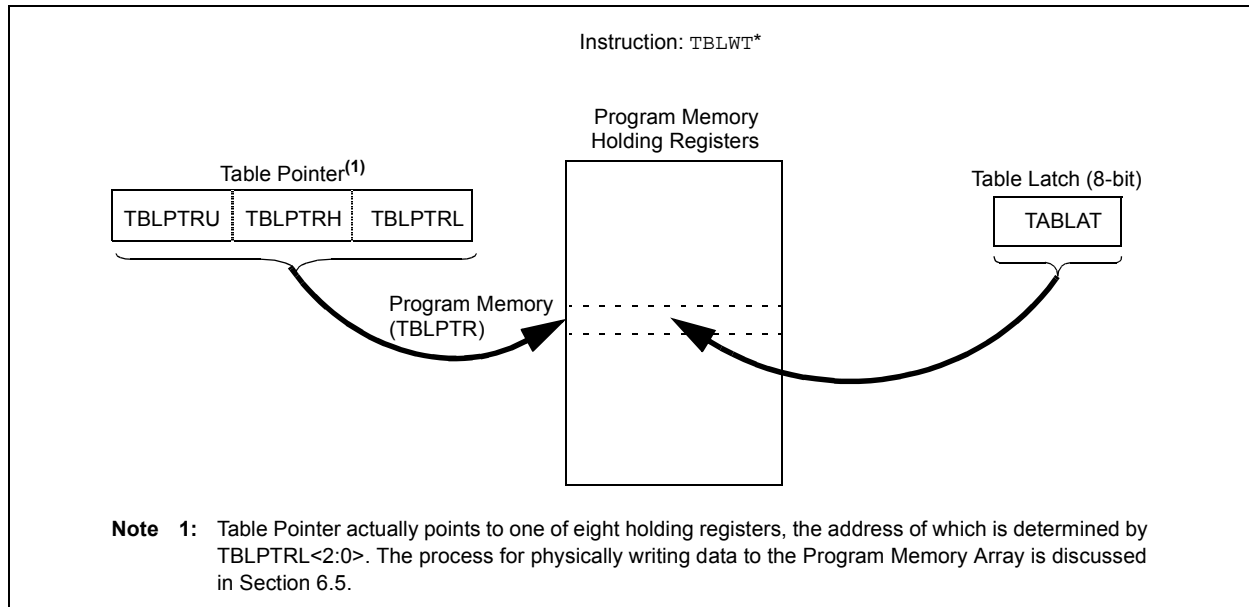 Instruction: TBLWT*
Program Memory
Holding Registers
Table Pointer(1)
Table Latch (8-bit)
TBLPTRU TBLPTRH TBLPTRL
TABLAT
Program Memory
(TBLPTR)
Note 1: Table Pointer actually points to one of eight holding registers, the address of which is determined by
TBLPTRL<2:0>. The process for physically writing data to the Program Memory Array is discussed
in Section 6.5.